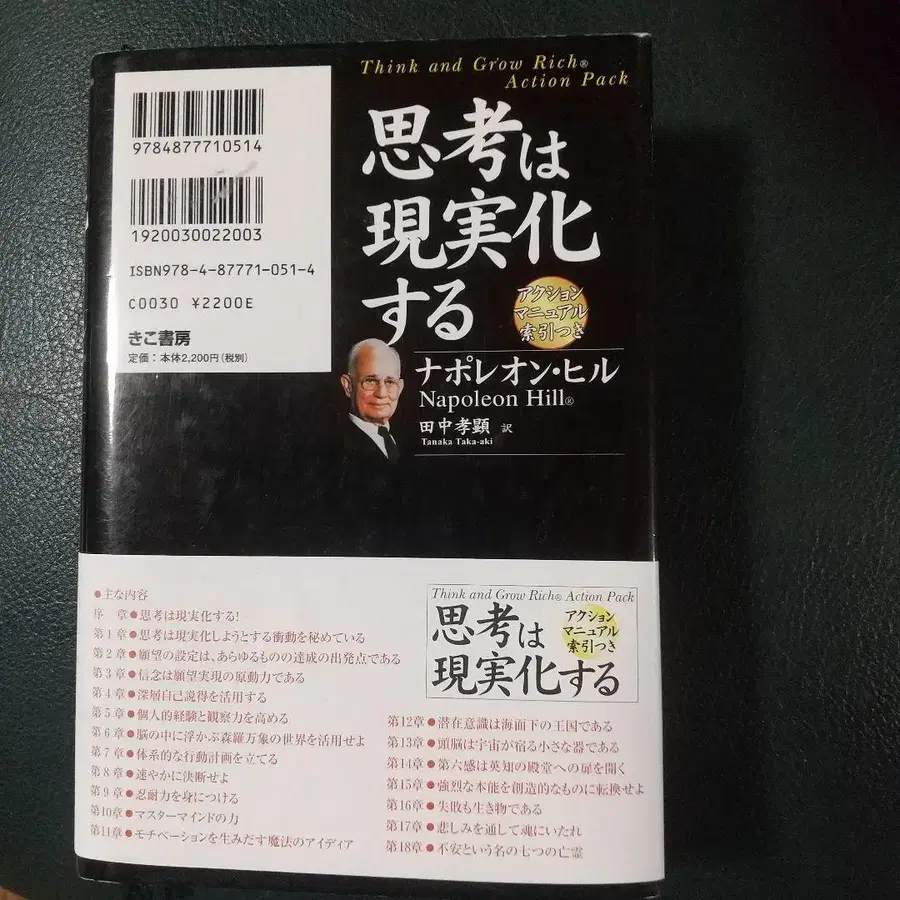 9784877710514
1920030022003
ISBN978-4-87771-051-4
C0030 ¥2200E
きこ書房
定価：本体2,200円(税別)
Think and Grow Rich®
Action Pack
思考は
現実化
する
アクション
マニュアル
索引つき
ナポレオン・ヒル
Napoleon Hill®
田中孝顕 訳
Tanaka Taka-aki
●主な内容
序 章●思考は現実化する!
第1章●思考は現実化しようとする衝動を秘めている
第2章●願望の設定は、あらゆるものの達成の出発点である
第3章●信念は願望実現の原動力である
第4章●深層自己説得を活用する
第5章●個人的経験と観察力を高める
第6章●脳の中に浮かぶ森羅万象の世界を活用せよ
第7章●体系的な行動計画を立てる
第8章●速やかに決断せよ
第9章●忍耐力を身につける
第10章●マスターマインドの力
第11章●モチベーションを生みだす魔法のアイディア
Think and Grow Rich® Action Pack
思考は
現実化する
アクション
マニュアル
索引つき
第12章●潜在意識は海面下の王国である
第13章●頭脳は宇宙が宿る小さな器である
第14章●第六感は英知の殿堂への扉を開く
第15章●強烈な本能を創造的なものに転換せよ
第16章●失敗も生き物である
第17章●悲しみを通して魂にいたれ
第18章●不安という名の七つの亡霊